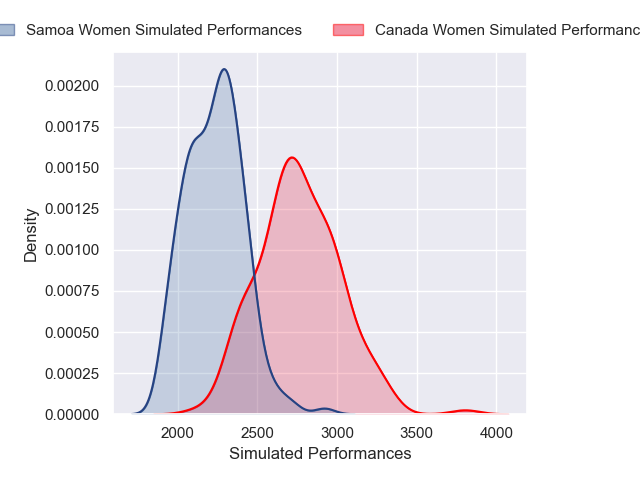 Samoa Women Simulated Performances Canada Women Simulated Performanc
0.00200
0.00175
0.00150
0.00125
0.00100
0.00075
0.00050
0.00025
0.00000
Density
2000 2500 3000 3500 4000
Simulated Performances